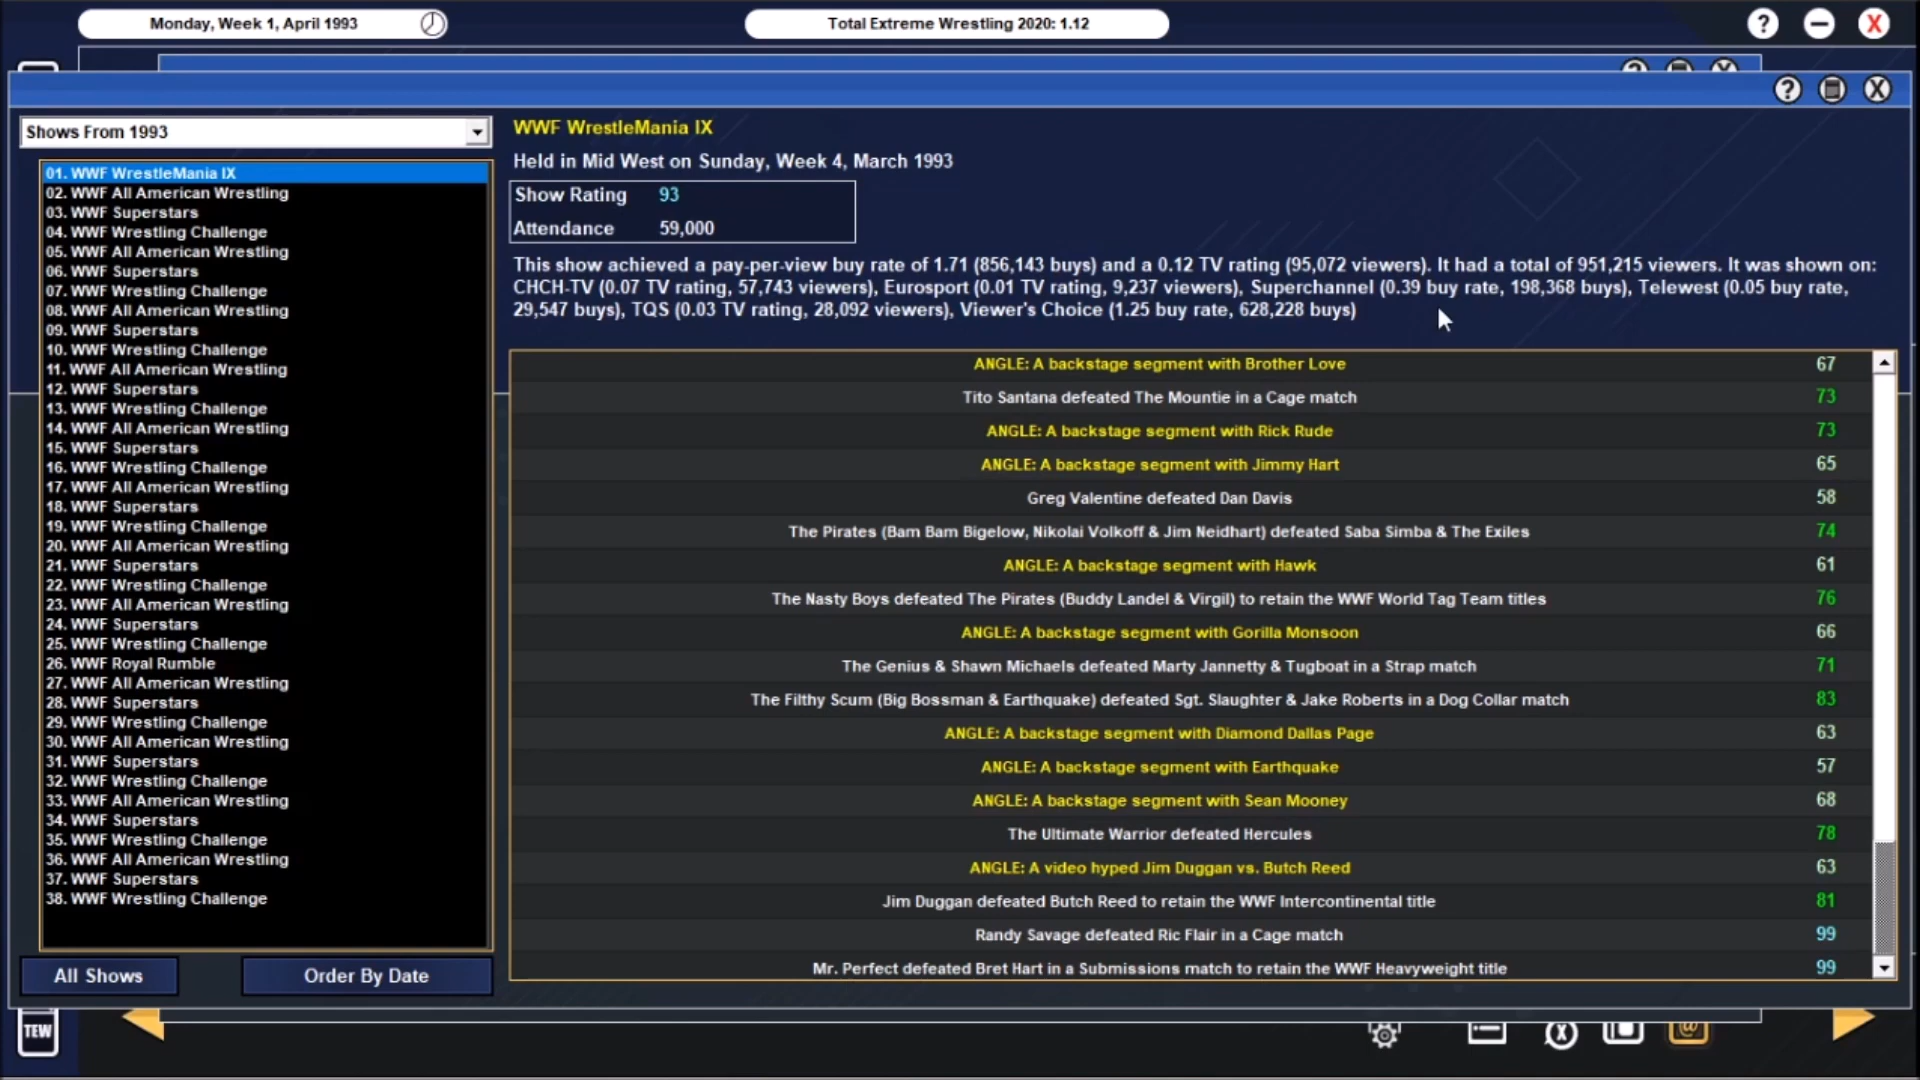 Monday, Week 1, April 1993
Total Extreme Wrestling 2020: 1.12
? X
? X
Shows From 1993
01. WWF WrestleMania IX
02. WWF All American Wrestling
03. WWF Superstars
04. WWF Wrestling Challenge
05. WWF All American Wrestling
06. WWF Superstars
07. WWF Wrestling Challenge
08. WWF All American Wrestling
09. WWF Superstars
10. WWF Wrestling Challenge
11. WWF All American Wrestling
12. WWF Superstars
13. WWF Wrestling Challenge
14. WWF All American Wrestling
15. WWF Superstars
16. WWF Wrestling Challenge
17. WWF All American Wrestling
18. WWF Superstars
19. WWF Wrestling Challenge
20. WWF All American Wrestling
21. WWF Superstars
22. WWF Wrestling Challenge
23. WWF All American Wrestling
24. WWF Superstars
25. WWF Wrestling Challenge
26. WWF Royal Rumble
27. WWF All American Wrestling
28. WWF Superstars
29. WWF Wrestling Challenge
30. WWF All American Wrestling
31. WWF Superstars
32. WWF Wrestling Challenge
33. WWF All American Wrestling
34. WWF Superstars
35. WWF Wrestling Challenge
36. WWF All American Wrestling
37. WWF Superstars
38. WWF Wrestling Challenge
All Shows
Order By Date
WWF WrestleMania IX
Held in Mid West on Sunday, Week 4, March 1993
Show Rating 93
Attendance 59,000
This show achieved a pay-per-view buy rate of 1.71 (856,143 buys) and a 0.12 TV rating (95,072 viewers). It had a total of 951,215 viewers. It was shown on:
CHCH-TV (0.07 TV rating, 57,743 viewers), Eurosport (0.01 TV rating, 9,237 viewers), Superchannel (0.39 buy rate, 198,368 buys), Telewest (0.05 buy rate,
29,547 buys), TQS (0.03 TV rating, 28,092 viewers), Viewer's Choice (1.25 buy rate, 628,228 buys)
ANGLE: A backstage segment with Brother Love 67
Tito Santana defeated The Mountie in a Cage match 73
ANGLE: A backstage segment with Rick Rude 73
ANGLE: A backstage segment with Jimmy Hart 65
Greg Valentine defeated Dan Davis 58
The Pirates (Bam Bam Bigelow, Nikolai Volkoff & Jim Neidhart) defeated Saba Simba & The Exiles 74
ANGLE: A backstage segment with Hawk 61
The Nasty Boys defeated The Pirates (Buddy Landel & Virgil) to retain the WWF World Tag Team titles 76
ANGLE: A backstage segment with Gorilla Monsoon 66
The Genius & Shawn Michaels defeated Marty Jannetty & Tugboat in a Strap match 71
The Filthy Scum (Big Bossman & Earthquake) defeated Sgt. Slaughter & Jake Roberts in a Dog Collar match 83
ANGLE: A backstage segment with Diamond Dallas Page 63
ANGLE: A backstage segment with Earthquake 57
ANGLE: A backstage segment with Sean Mooney 68
The Ultimate Warrior defeated Hercules 78
ANGLE: A video hyped Jim Duggan vs. Butch Reed 63
Jim Duggan defeated Butch Reed to retain the WWF Intercontinental title 81
Randy Savage defeated Ric Flair in a Cage match 99
Mr. Perfect defeated Bret Hart in a Submissions match to retain the WWF Heavyweight title 99
TEW